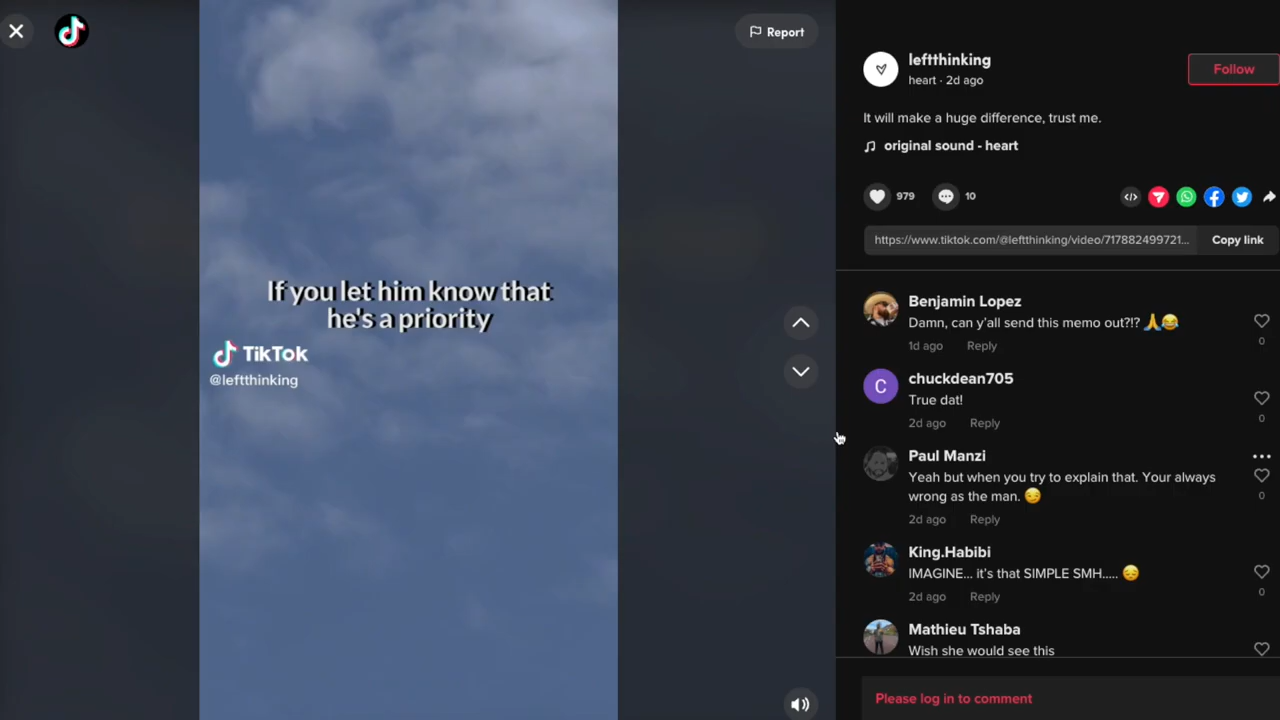 Report
If you let him know that
he's a priority
TikTok
@leftthinking
leftthinking
heart · 2d ago
Follow
It will make a huge difference, trust me.
original sound - heart
979
10
https://www.tiktok.com/@leftthinking/video/717882499721...
Copy link
Benjamin Lopez
Damn, can y'all send this memo out?!? 🙏😂
1d ago Reply
0
C
chuckdean705
True dat!
2d ago Reply
0
Paul Manzi
Yeah but when you try to explain that. Your always
wrong as the man. 😏
2d ago Reply
0
King.Habibi
IMAGINE... it's that SIMPLE SMH..... 😔
2d ago Reply
0
Mathieu Tshaba
Wish she would see this
Please log in to comment